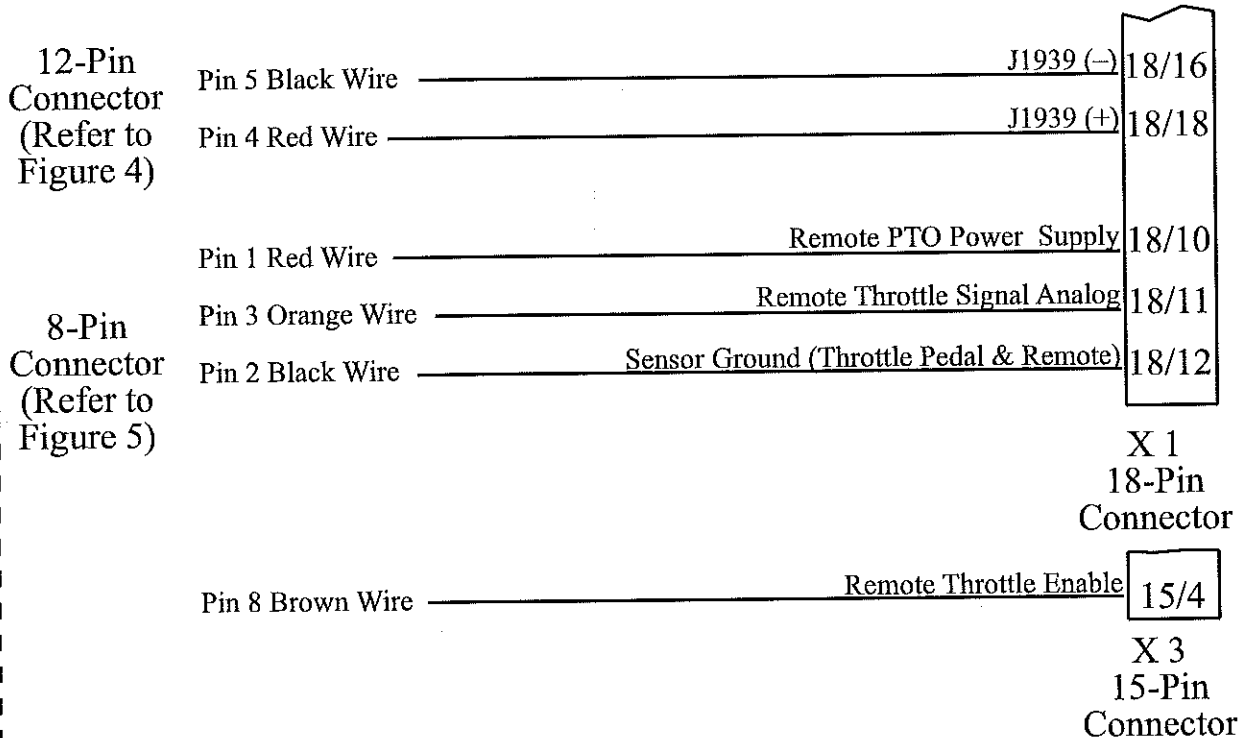 12-Pin
Connector
(Refer to
Figure 4)
Pin 5 Black Wire
J1939 (–)
18/16
Pin 4 Red Wire
J1939 (+)
18/18
8-Pin
Connector
(Refer to
Figure 5)
Pin 1 Red Wire
Remote PTO Power Supply
18/10
Pin 3 Orange Wire
Remote Throttle Signal Analog
18/11
Pin 2 Black Wire
Sensor Ground (Throttle Pedal & Remote)
18/12
X 1
18-Pin
Connector
Pin 8 Brown Wire
Remote Throttle Enable
15/4
X 3
15-Pin
Connector